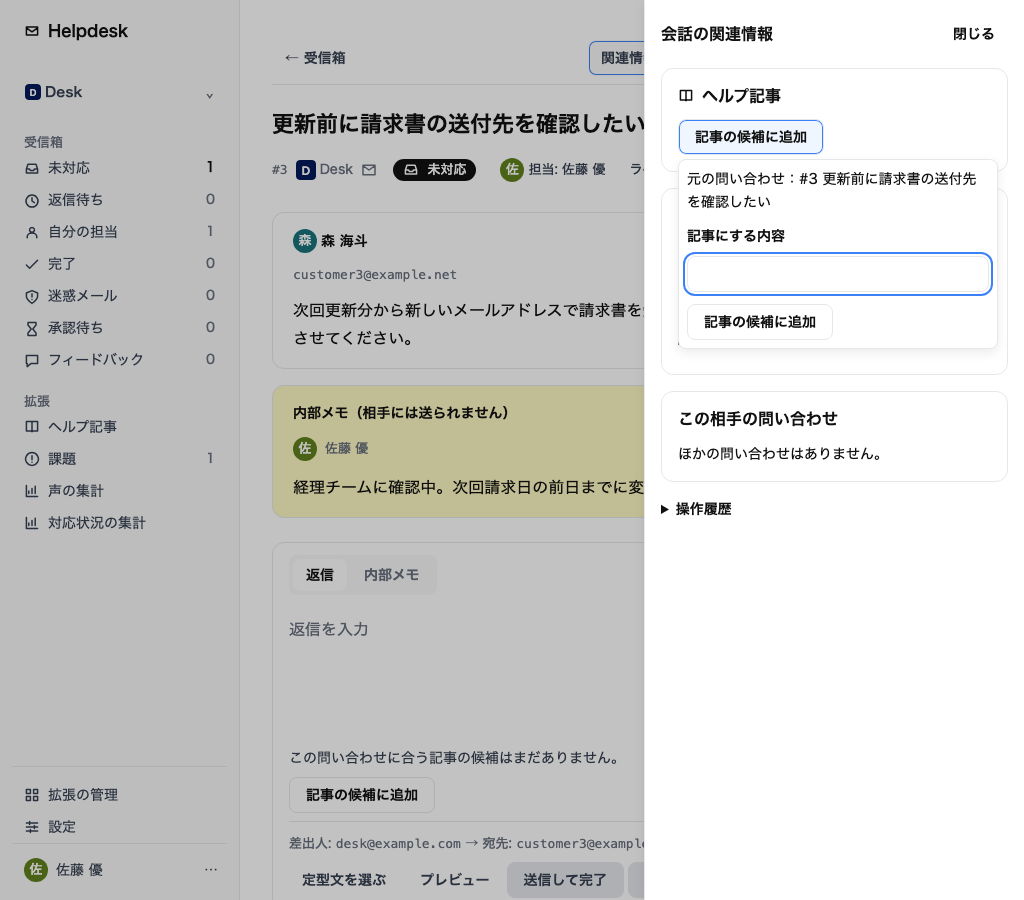 Helpdesk
D Desk
受信箱
未対応 1
返信待ち 0
自分の担当 1
完了 0
迷惑メール 0
承認待ち 0
フィードバック 0
拡張
ヘルプ記事
課題 1
声の集計
対応状況の集計
拡張の管理
設定
佐 佐藤 優 …
← 受信箱
関連情
更新前に請求書の送付先を確認したい
#3 D Desk 未対応 佐 担当: 佐藤 優
森 森 海斗
customer3@example.net
次回更新分から新しいメールアドレスで請求書を
させてください。
内部メモ（相手には送られません）
佐 佐藤 優
経理チームに確認中。次回請求日の前日までに変
返信 内部メモ
返信を入力
この問い合わせに合う記事の候補はまだありません。
記事の候補に追加
差出人: desk@example.com → 宛先: customer3@example
定型文を選ぶ プレビュー 送信して完了
会話の関連情報 閉じる
ヘルプ記事
記事の候補に追加
元の問い合わせ：#3 更新前に請求書の送付先
を確認したい
記事にする内容
記事の候補に追加
この相手の問い合わせ
ほかの問い合わせはありません。
▶ 操作履歴